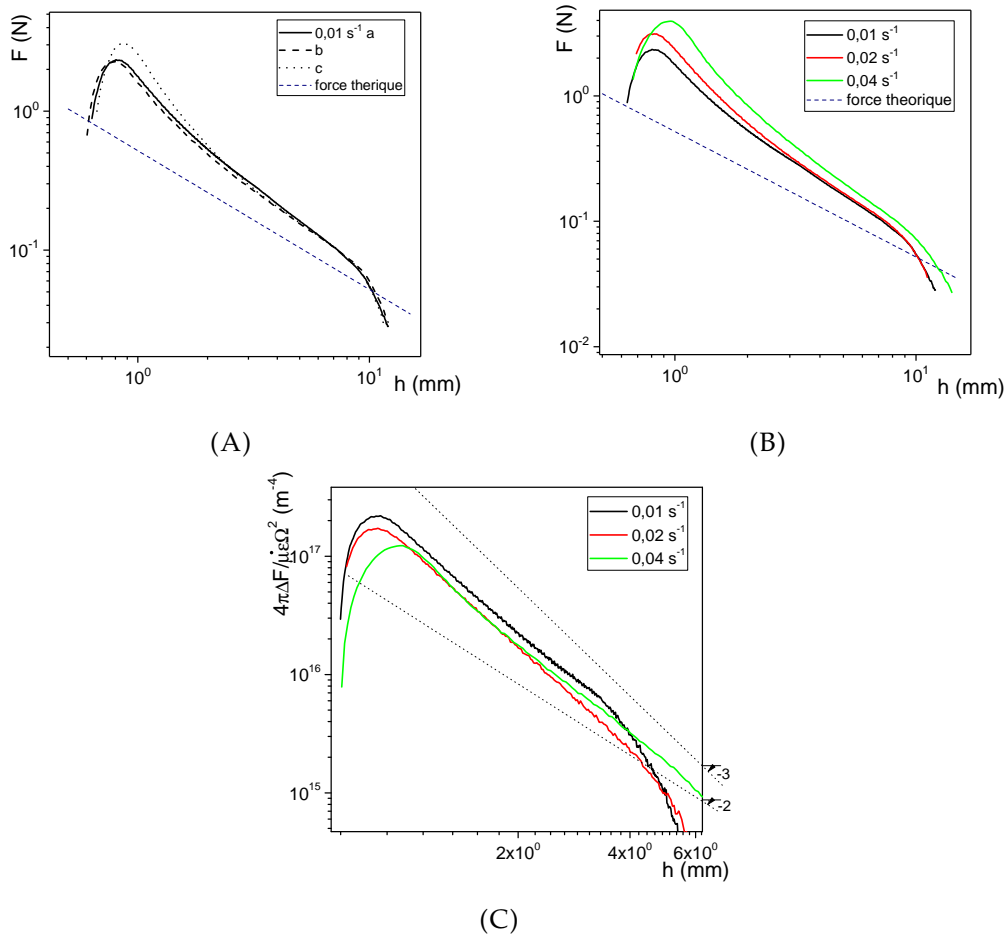 F (N)
10⁰
10⁻¹
10⁰
10¹
h (mm)
0,01 s⁻¹ a
b
c
force therique
(A)
F (N)
10⁰
10⁻¹
10⁻²
10⁰
10¹
h (mm)
0,01 s⁻¹
0,02 s⁻¹
0,04 s⁻¹
force theorique
(B)
4πΔF/με̇Ω² (m⁻⁴)
10¹⁷
10¹⁶
10¹⁵
2x10⁰
4x10⁰
6x10⁰
h (mm)
0,01 s⁻¹
0,02 s⁻¹
0,04 s⁻¹
-3
-2
(C)